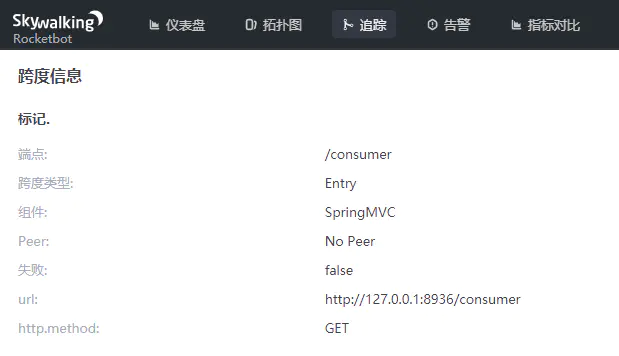 Skywalking
Rocketbot
仪表盘 拓扑图 追踪 告警 指标对比
跨度信息
标记.
端点: /consumer
跨度类型: Entry
组件: SpringMVC
Peer: No Peer
失败: false
url: http://127.0.0.1:8936/consumer
http.method: GET